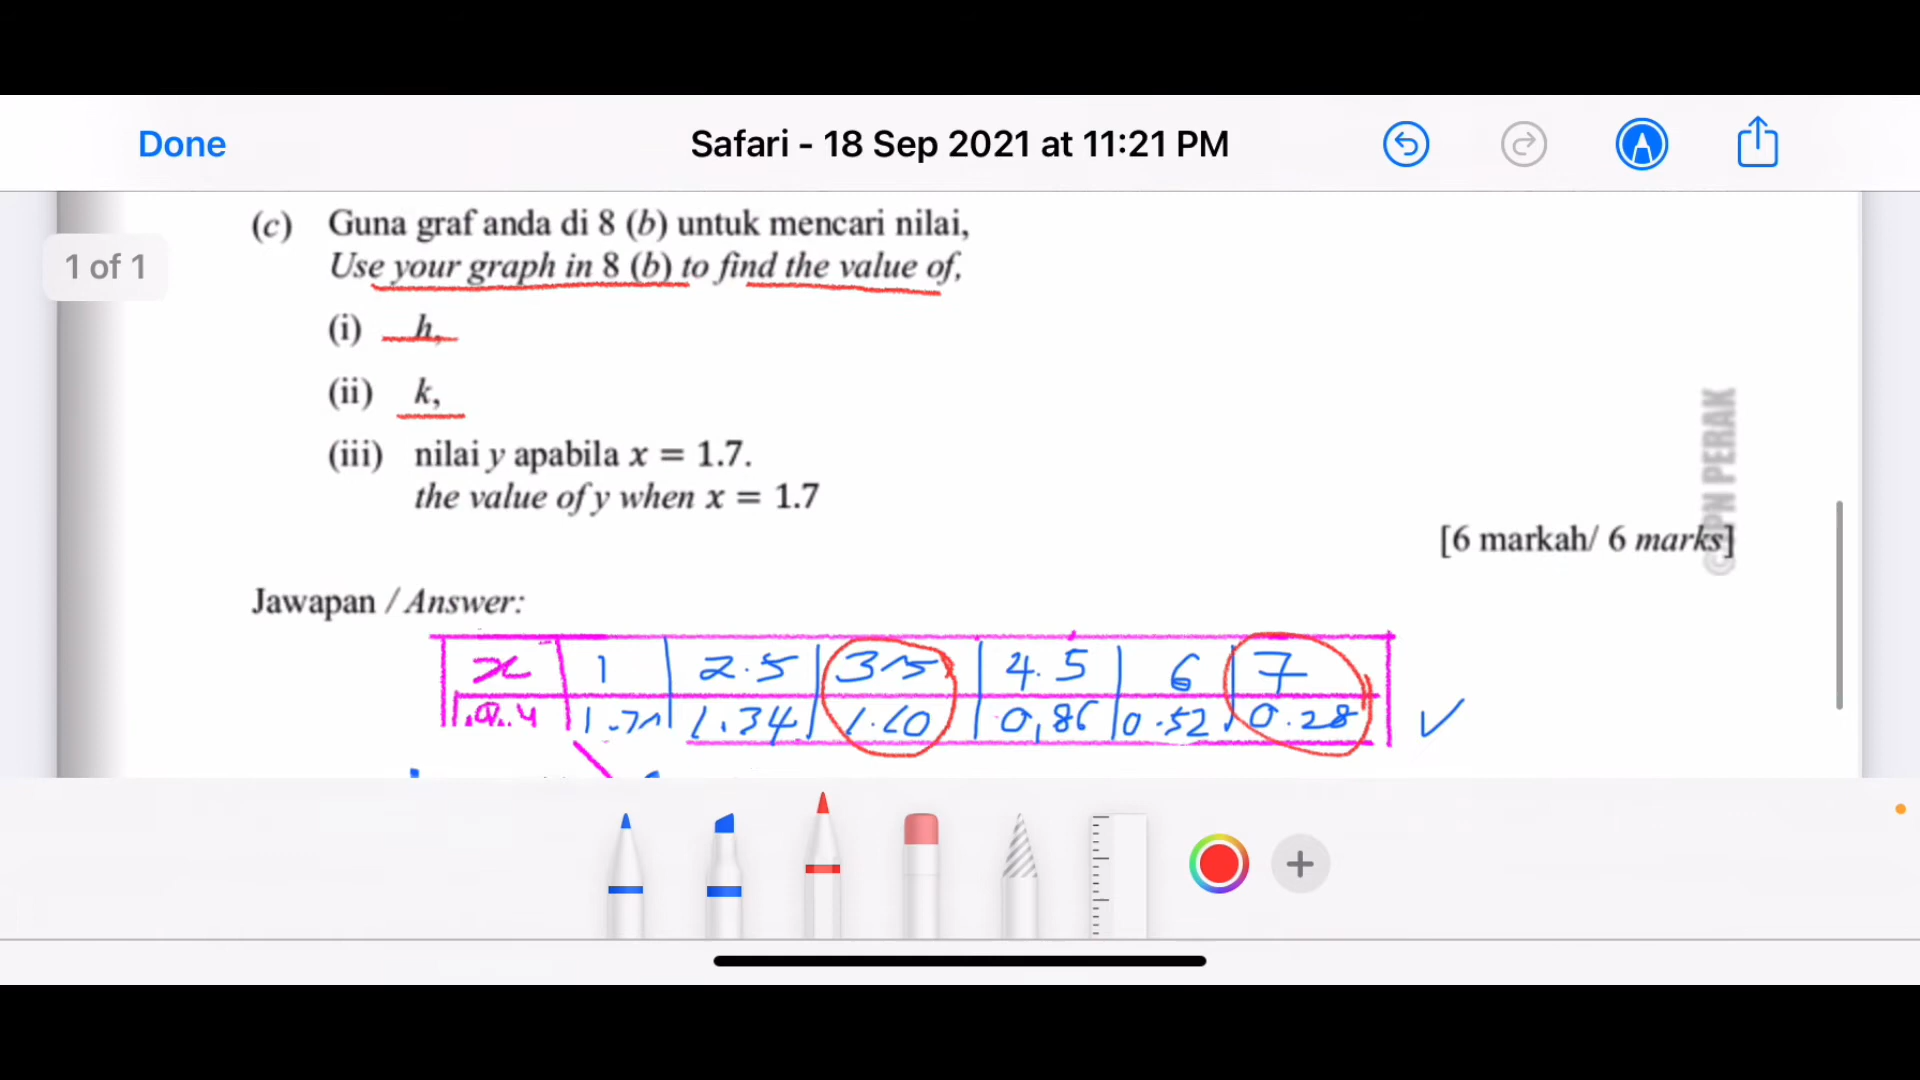 Done
Safari - 18 Sep 2021 at 11:21 PM
1 of 1
(c) Guna graf anda di 8 (b) untuk mencari nilai,
Use your graph in 8 (b) to find the value of,
(i) h,
(ii) k,
(iii) nilai y apabila x = 1.7.
the value of y when x = 1.7
[6 markah/ 6 marks]
PN PERAK
Jawapan / Answer:
x 1 2.5 3.5 4.5 6 7
1.34 1.10 0.86 0.52 0.28